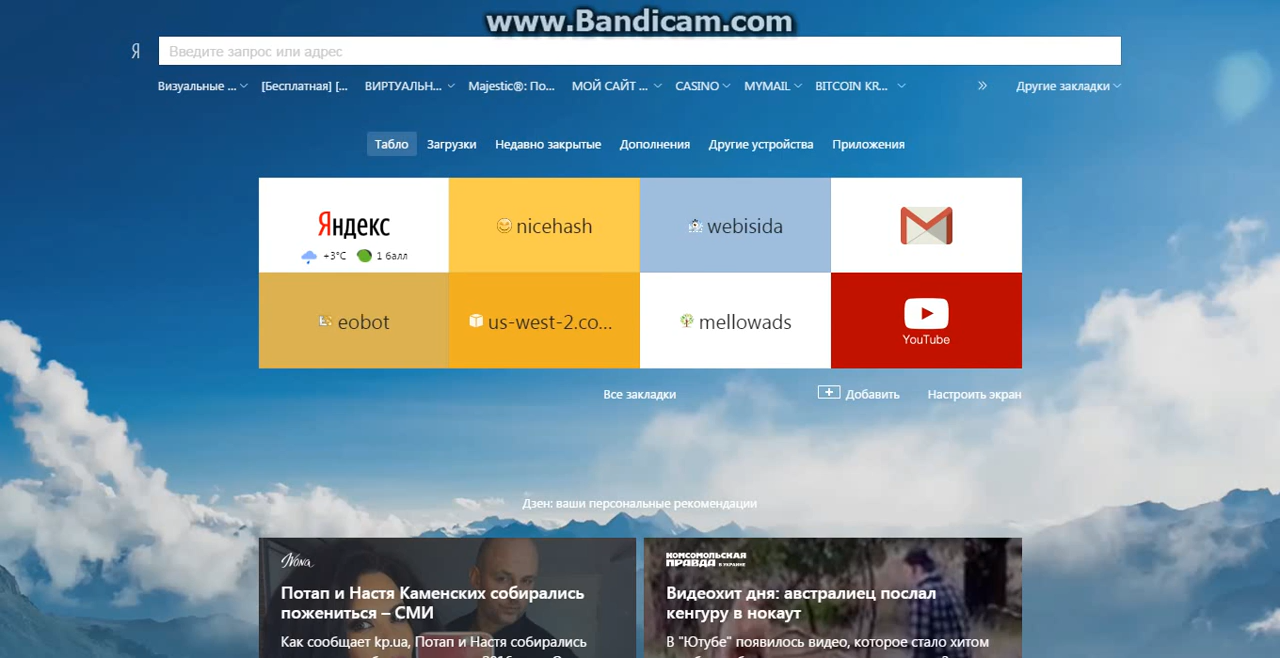 www.Bandicam.com
Я
Введите запрос или адрес
Визуальные ... [Бесплатная] [... ВИРТУАЛЬН... Majestic®: По... МОЙ САЙТ ... CASINO MYMAIL BITCOIN KR... » Другие закладки
Табло Загрузки Недавно закрытые Дополнения Другие устройства Приложения
Яндекс
+3°C 1 балл
nicehash
webisida
eobot
us-west-2.co...
mellowads
YouTube
Все закладки
Добавить Настроить экран
Дзен: ваши персональные рекомендации
Nona
Потап и Настя Каменских собирались
пожениться – СМИ
Как сообщает kp.ua, Потап и Настя собирались
КОМСОМОЛЬСКАЯ
ПРАВДА В УКРАИНЕ
Видеохит дня: австралиец послал
кенгуру в нокаут
В "Ютубе" появилось видео, которое стало хитом